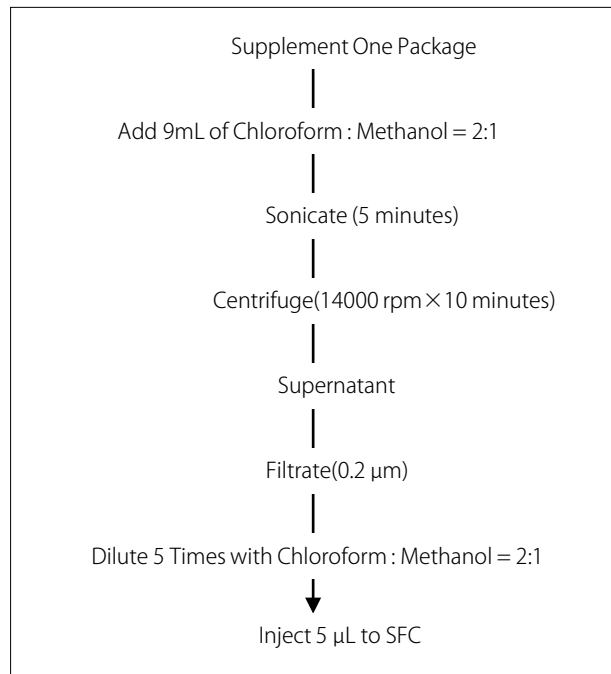 Supplement One Package
Add 9mL of Chloroform : Methanol = 2:1
Sonicate (5 minutes)
Centrifuge(14000 rpm×10 minutes)
Supernatant
Filtrate(0.2 µm)
Dilute 5 Times with Chloroform : Methanol = 2:1
Inject 5 µL to SFC